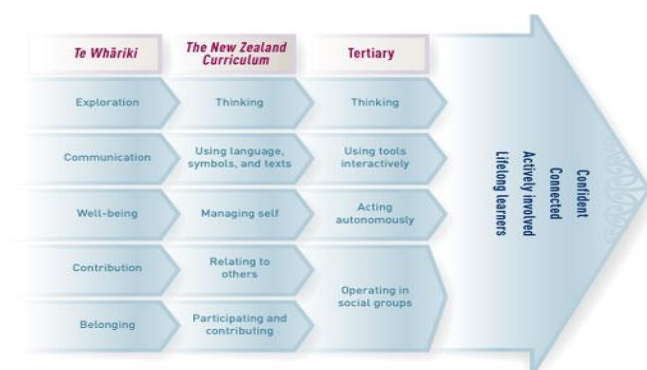 Te Whāriki
The New Zealand
Curriculum
Tertiary
Exploration
Thinking
Thinking
Communication
Using language,
symbols, and texts
Using tools
interactively
Well-being
Managing self
Acting
autonomously
Contribution
Relating to
others
Operating in
social groups
Belonging
Participating and
contributing
Confident
Connected
Actively involved
Lifelong learners